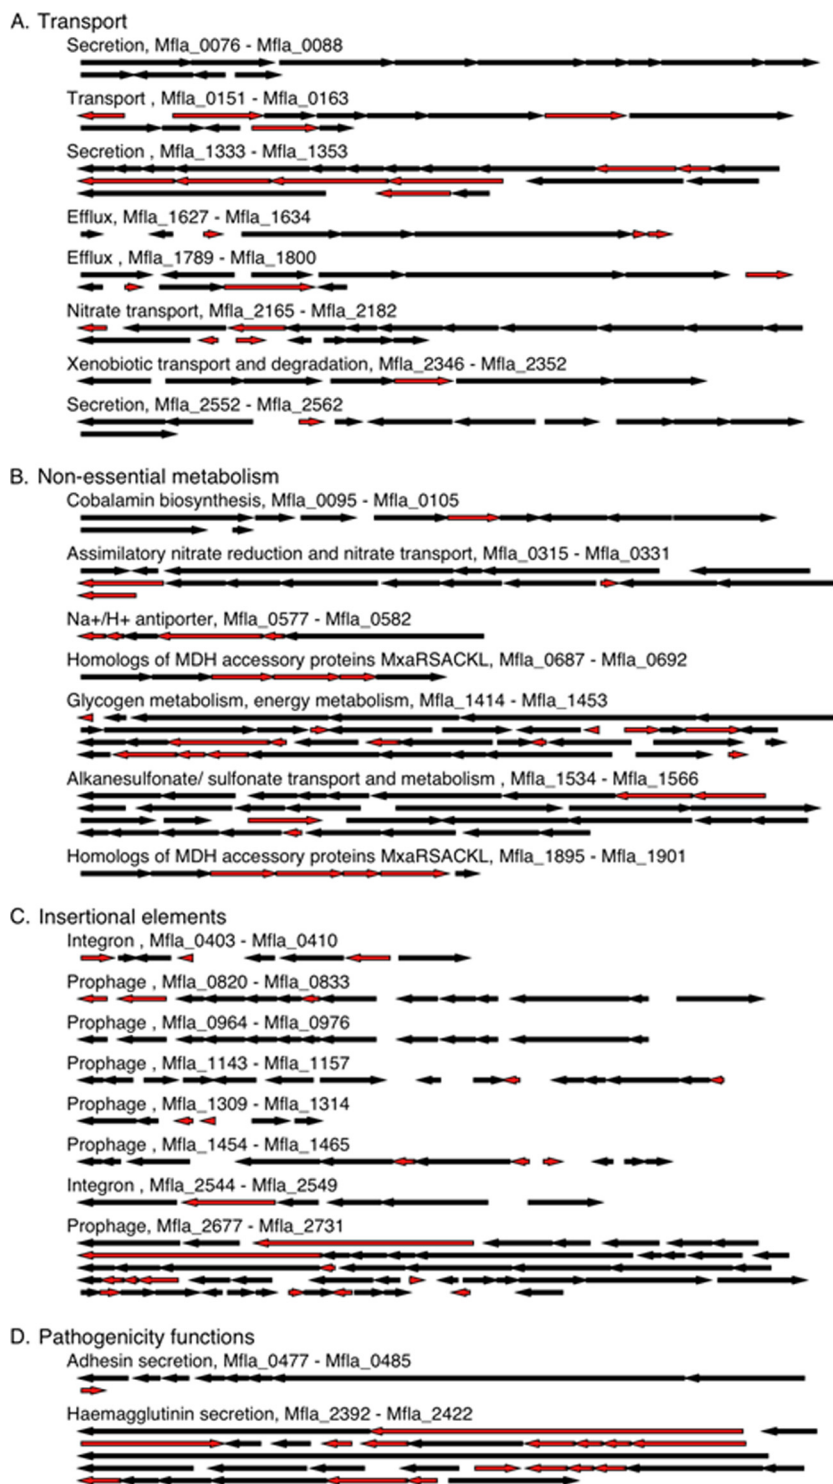 A. Transport
Secretion, Mfla_0076 - Mfla_0088
Transport , Mfla_0151 - Mfla_0163
Secretion , Mfla_1333 - Mfla_1353
Efflux, Mfla_1627 - Mfla_1634
Efflux , Mfla_1789 - Mfla_1800
Nitrate transport, Mfla_2165 - Mfla_2182
Xenobiotic transport and degradation, Mfla_2346 - Mfla_2352
Secretion, Mfla_2552 - Mfla_2562
B. Non-essential metabolism
Cobalamin biosynthesis, Mfla_0095 - Mfla_0105
Assimilatory nitrate reduction and nitrate transport, Mfla_0315 - Mfla_0331
Na+/H+ antiporter, Mfla_0577 - Mfla_0582
Homologs of MDH accessory proteins MxaRSACKL, Mfla_0687 - Mfla_0692
Glycogen metabolism, energy metabolism, Mfla_1414 - Mfla_1453
Alkanesulfonate/ sulfonate transport and metabolism , Mfla_1534 - Mfla_1566
Homologs of MDH accessory proteins MxaRSACKL, Mfla_1895 - Mfla_1901
C. Insertional elements
Integron , Mfla_0403 - Mfla_0410
Prophage , Mfla_0820 - Mfla_0833
Prophage , Mfla_0964 - Mfla_0976
Prophage , Mfla_1143 - Mfla_1157
Prophage , Mfla_1309 - Mfla_1314
Prophage , Mfla_1454 - Mfla_1465
Integron , Mfla_2544 - Mfla_2549
Prophage, Mfla_2677 - Mfla_2731
D. Pathogenicity functions
Adhesin secretion, Mfla_0477 - Mfla_0485
Haemagglutinin secretion, Mfla_2392 - Mfla_2422